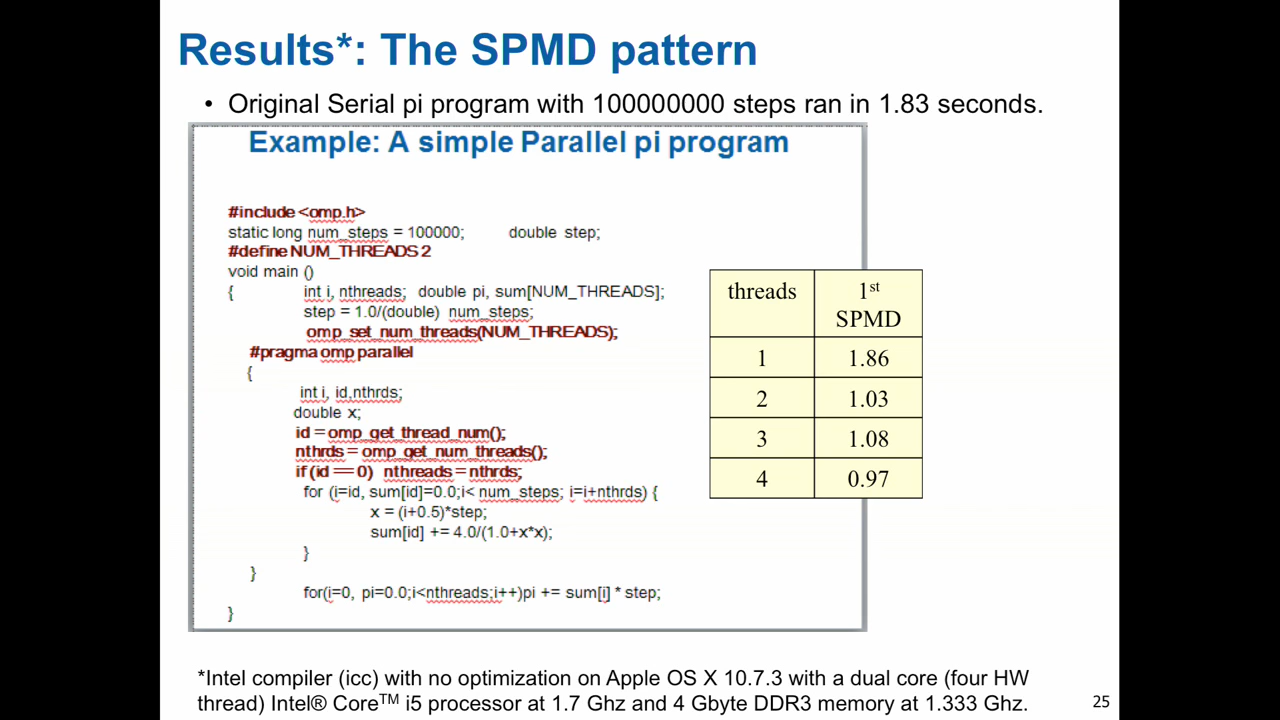 Results*: The SPMD pattern
• Original Serial pi program with 100000000 steps ran in 1.83 seconds.
Example: A simple Parallel pi program
#include <omp.h>
static long num_steps = 100000; double step;
#define NUM_THREADS 2
void main ()
{ int i, nthreads; double pi, sum[NUM_THREADS];
step = 1.0/(double) num_steps;
omp_set_num_threads(NUM_THREADS);
#pragma omp parallel
{
int i, id,nthrds;
double x;
id = omp_get_thread_num();
nthrds = omp_get_num_threads();
if (id == 0) nthreads = nthrds;
for (i=id, sum[id]=0.0;i< num_steps; i=i+nthrds) {
x = (i+0.5)*step;
sum[id] += 4.0/(1.0+x*x);
}
}
for(i=0, pi=0.0;i<nthreads;i++)pi += sum[i] * step;
}
threads 1st
SPMD
1 1.86
2 1.03
3 1.08
4 0.97
*Intel compiler (icc) with no optimization on Apple OS X 10.7.3 with a dual core (four HW
thread) Intel® CoreTM i5 processor at 1.7 Ghz and 4 Gbyte DDR3 memory at 1.333 Ghz.
25